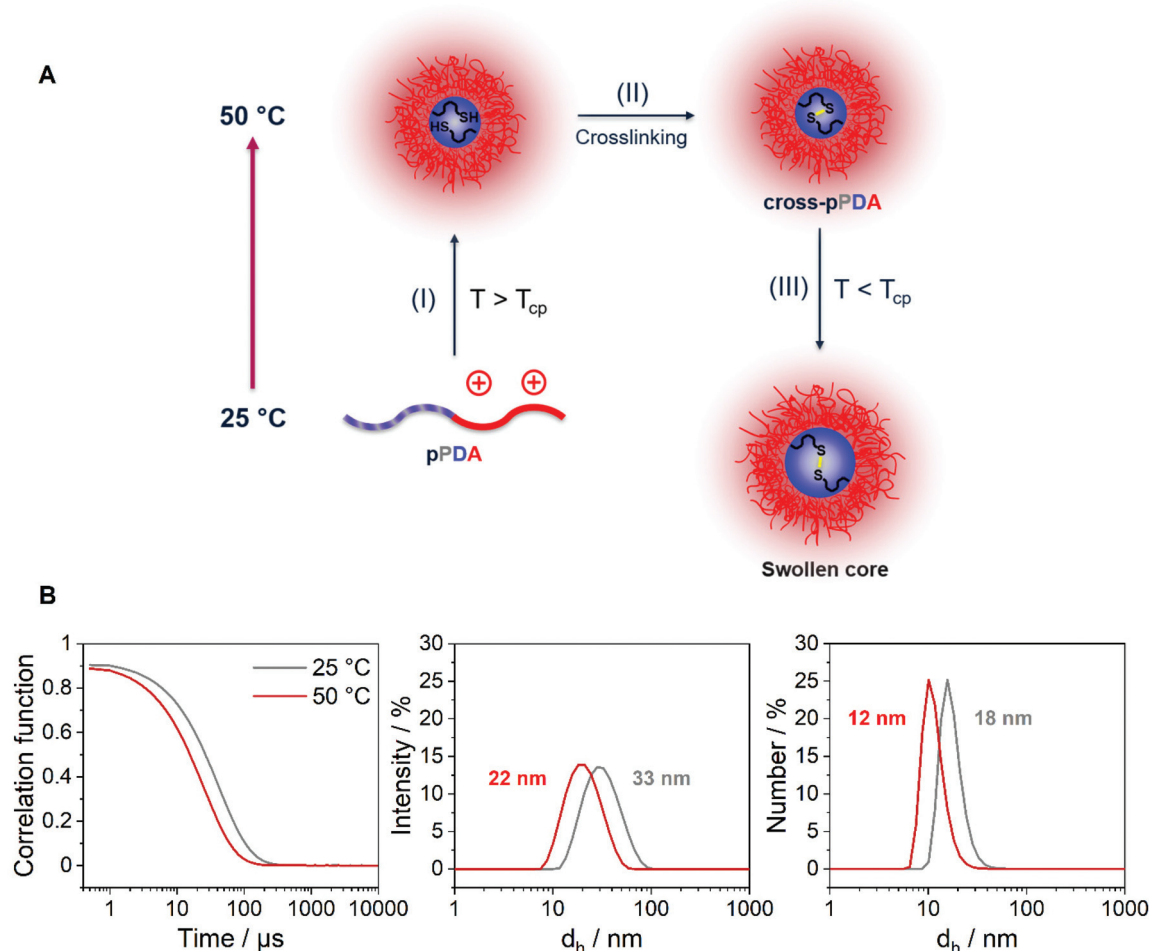 A
50 °C
25 °C
SH
HS
(II)
Crosslinking
S
S
cross-pPDA
(I)
T > Tcp
(III)
T < Tcp
pPDA
S
S
Swollen core
B
Correlation function
1
0.8
0.6
0.4
0.2
0
25 °C
50 °C
1
10
100
1000
10000
Time / µs
Intensity / %
30
25
20
15
10
5
0
22 nm
33 nm
1
10
100
1000
dh / nm
Number / %
30
25
20
15
10
5
0
12 nm
18 nm
1
10
100
1000
dh / nm